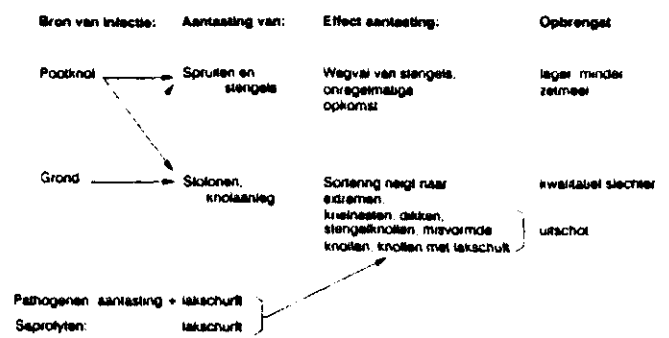 Bron van infectie: Aantasting van: Effect aantasting: Opbrengst
Pootknol Spruiten en Wegval van stengels, lager, minder
stengels onregelmatige zetmeel
opkomst
Grond Stolonen, Sortering neigt naar kwalitatief slechter
knolaanleg extremen:
kleinesten, dikken,
stengelknollen, misvormde uitschot
knollen, knollen met lakschurft
Pathogenen: aantasting + lakschurft
Saprofyten: lakschurft